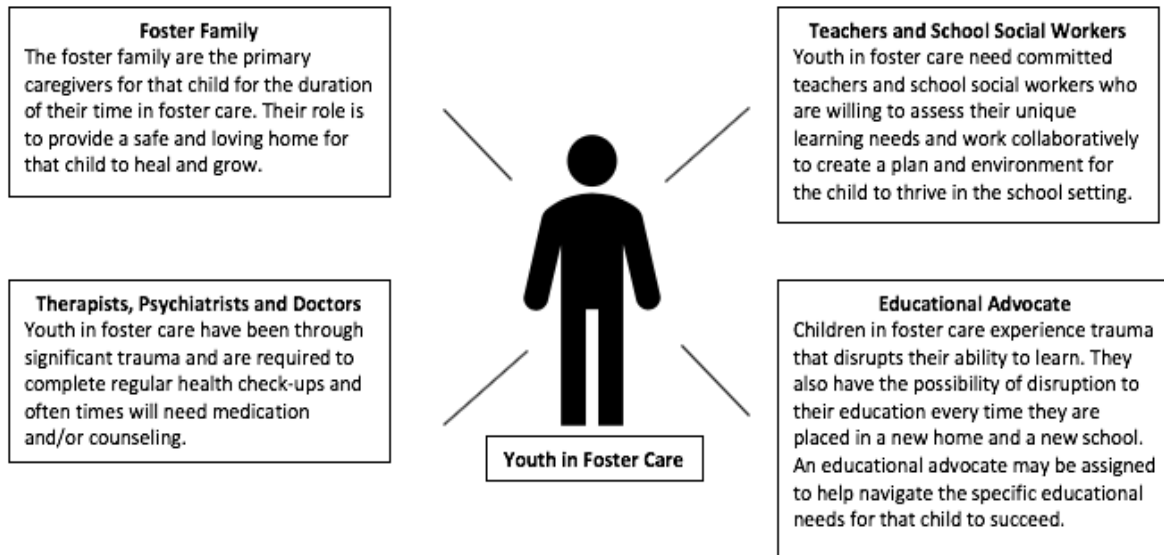 Foster Family
The foster family are the primary
caregivers for that child for the duration
of their time in foster care. Their role is
to provide a safe and loving home for
that child to heal and grow.
Teachers and School Social Workers
Youth in foster care need committed
teachers and school social workers who
are willing to assess their unique
learning needs and work collaboratively
to create a plan and environment for
the child to thrive in the school setting.
Therapists, Psychiatrists and Doctors
Youth in foster care have been through
significant trauma and are required to
complete regular health check-ups and
often times will need medication
and/or counseling.
Educational Advocate
Children in foster care experience trauma
that disrupts their ability to learn. They
also have the possibility of disruption to
their education every time they are
placed in a new home and a new school.
An educational advocate may be assigned
to help navigate the specific educational
needs for that child to succeed.
Youth in Foster Care